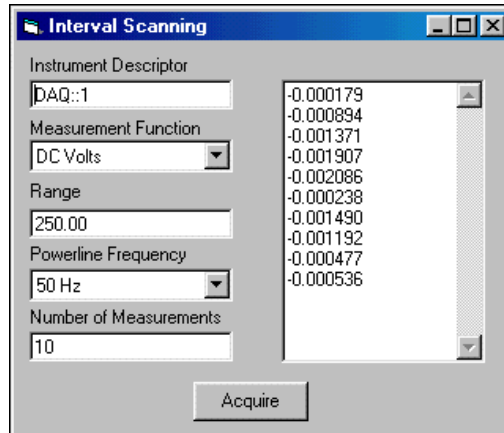 Interval Scanning
Instrument Descriptor
DAQ::1
Measurement Function
DC Volts
Range
250.00
Powerline Frequency
50 Hz
Number of Measurements
10
-0.000179
-0.000894
-0.001371
-0.001907
-0.002086
-0.000238
-0.001490
-0.001192
-0.000477
-0.000536
Acquire